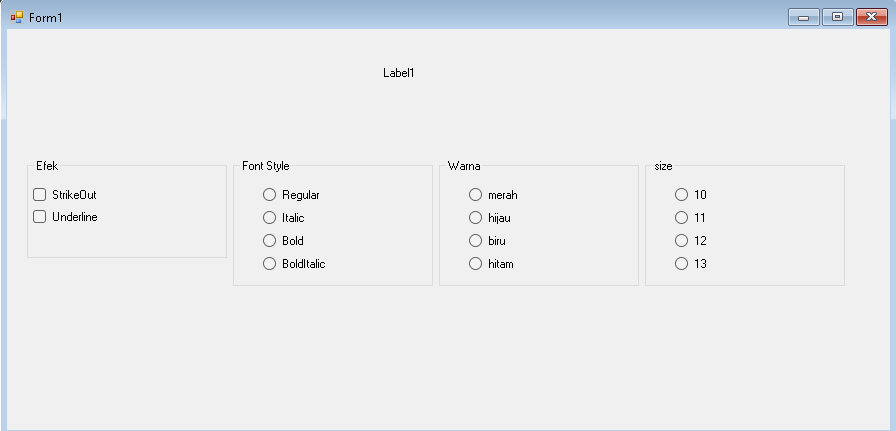 Form1
Label1
Efek
StrikeOut
Underline
Font Style
Regular
Italic
Bold
BoldItalic
Warna
merah
hijau
biru
hitam
size
10
11
12
13